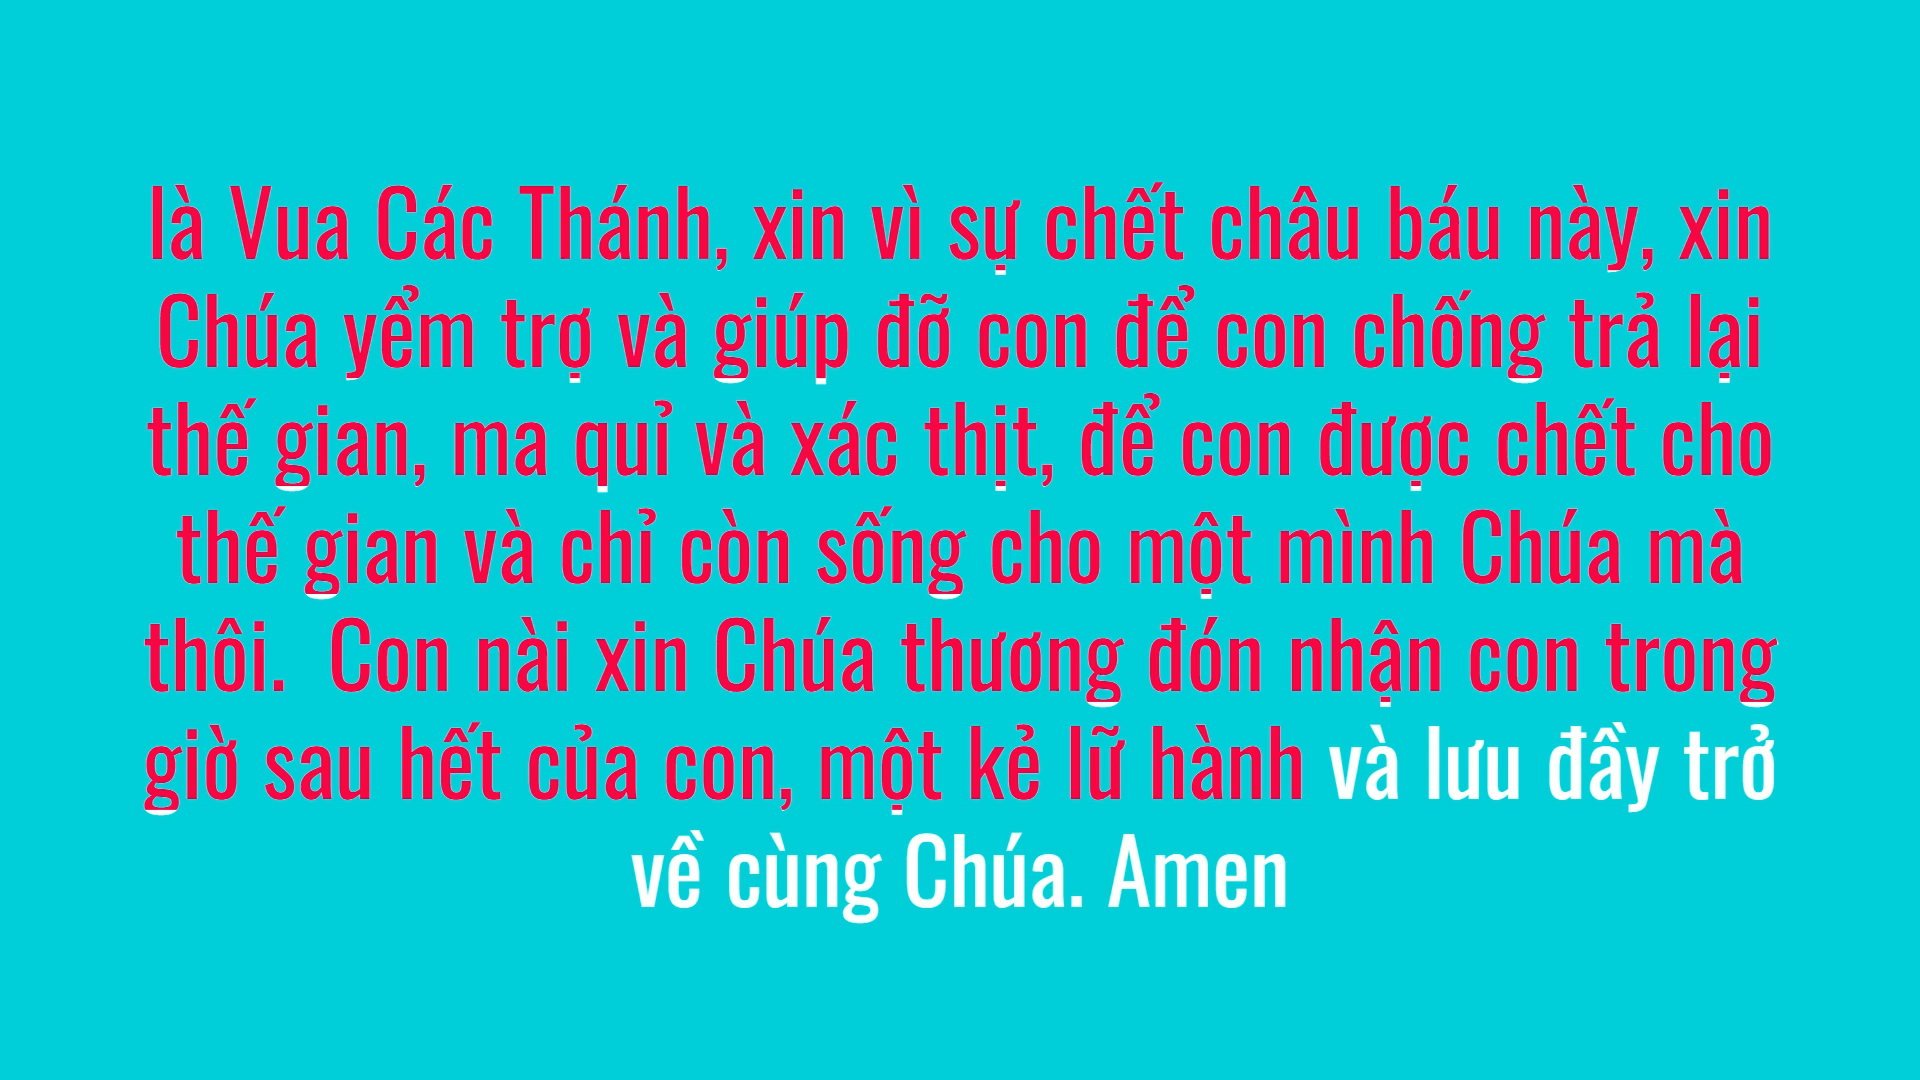 là Vua Các Thánh, xin vì sự chết châu báu này, xin
Chúa yểm trợ và giúp đỡ con để con chống trả lại
thế gian, ma quỉ và xác thịt, để con được chết cho
thế gian và chỉ còn sống cho một mình Chúa mà
thôi.  Con nài xin Chúa thương đón nhận con trong
giờ sau hết của con, một kẻ lữ hành và lưu đầy trở
về cùng Chúa. Amen